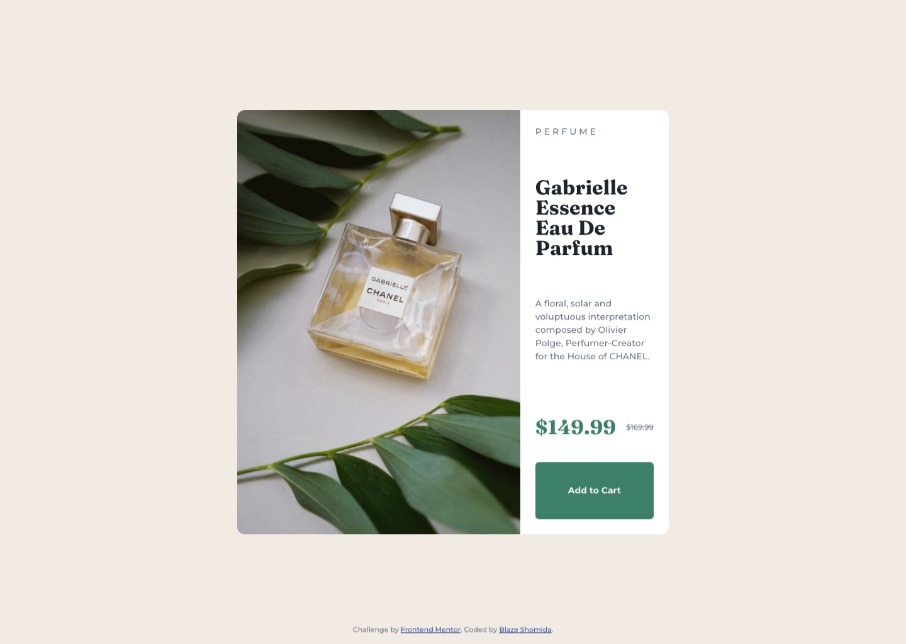 PERFUME
Gabrielle
Essence
Eau De
Parfum
A floral, solar and
voluptuous interpretation
composed by Olivier
Polge, Perfumer-Creator
for the House of CHANEL.
$149.99 $169.99
Add to Cart
GABRIELLE
CHANEL
PARIS
Challenge by Frontend Mentor. Coded by Blaze Shomida.